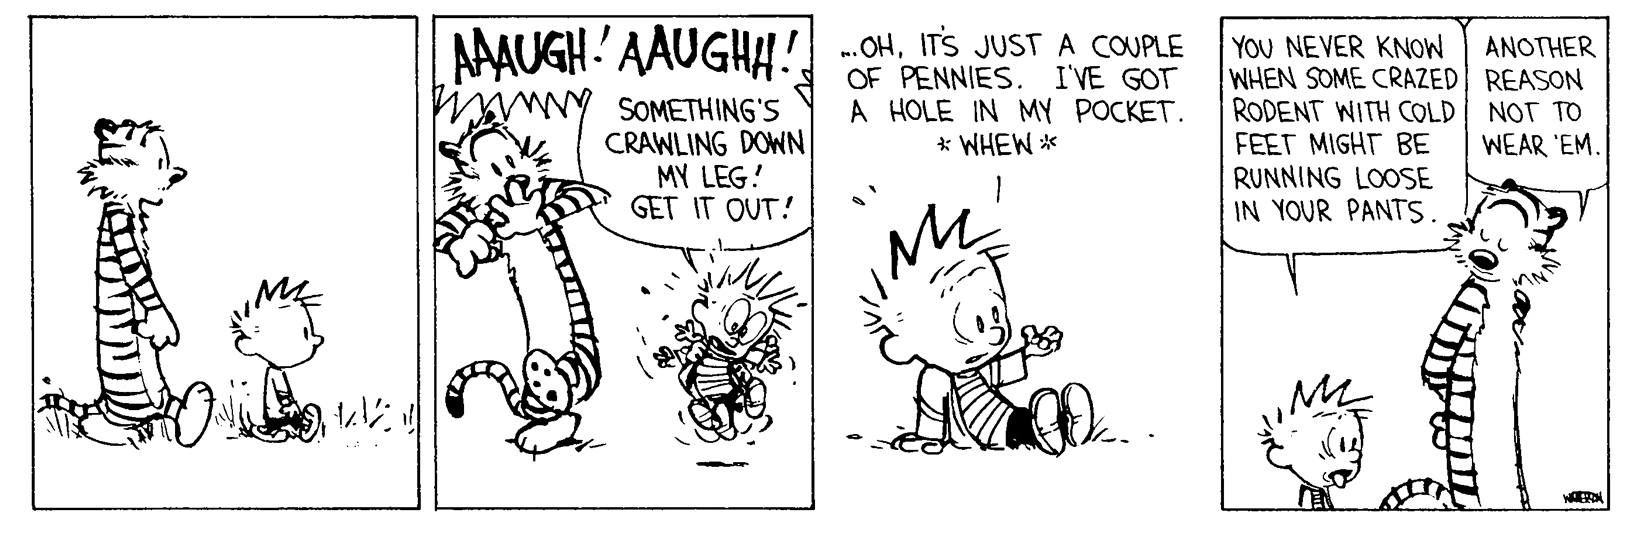 AAAUGH! AAUGHH!
SOMETHING'S
CRAWLING DOWN
MY LEG!
GET IT OUT!
...OH, IT'S JUST A COUPLE
OF PENNIES. I'VE GOT
A HOLE IN MY POCKET.
*WHEW*
YOU NEVER KNOW
WHEN SOME CRAZED
RODENT WITH COLD
FEET MIGHT BE
RUNNING LOOSE
IN YOUR PANTS.
ANOTHER
REASON
NOT TO
WEAR 'EM.
WATTERSON